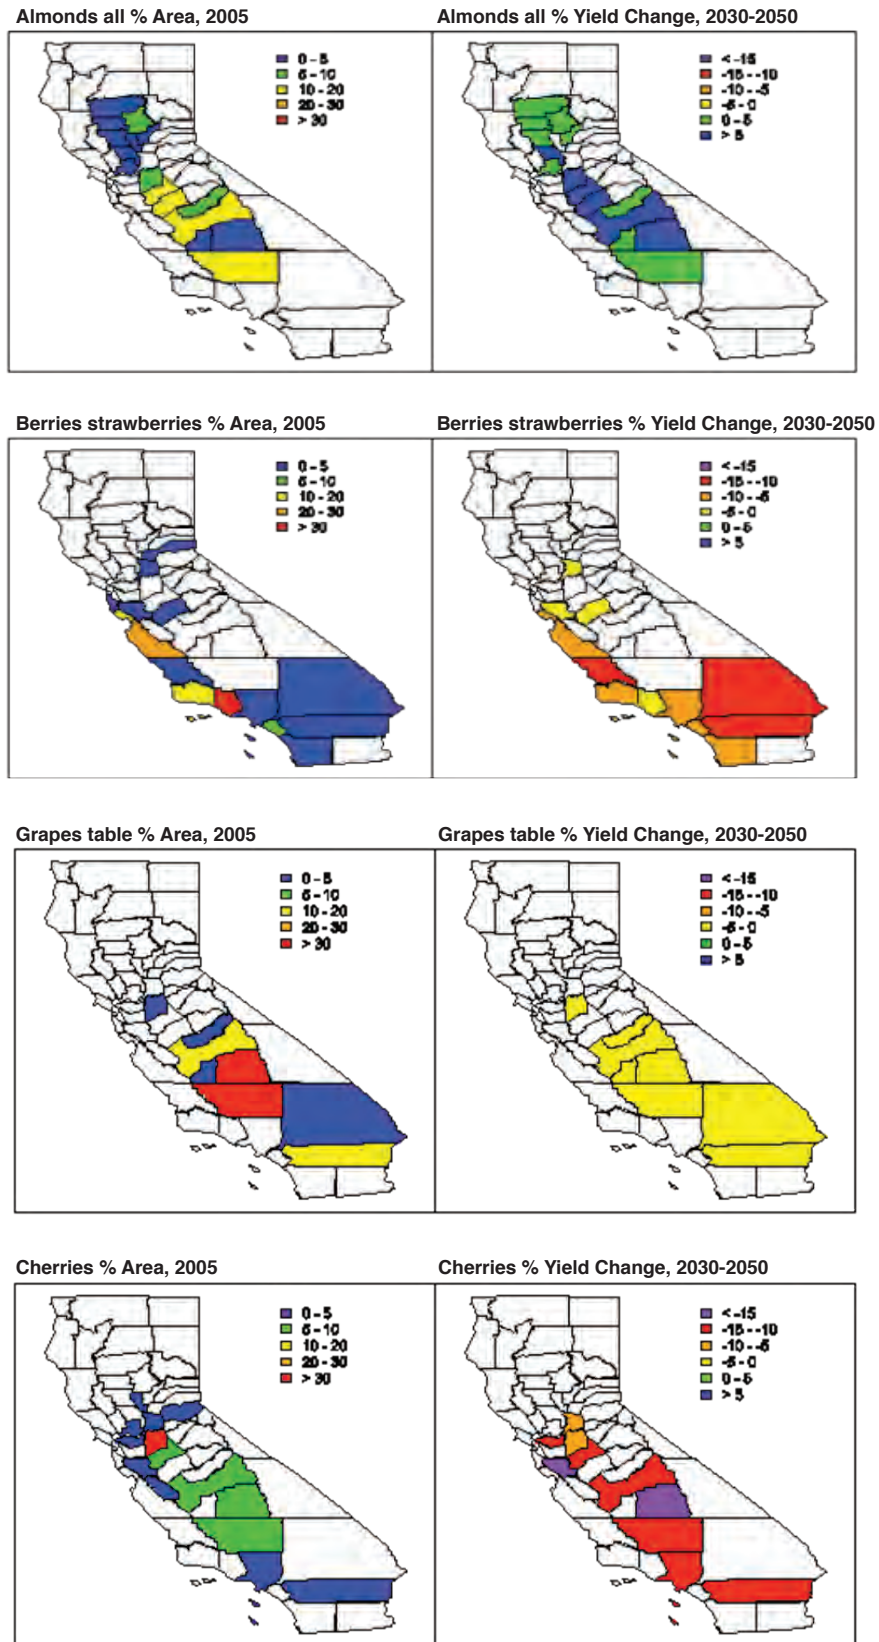 Almonds all % Area, 2005
Almonds all % Yield Change, 2030-2050
0 - 5
5 - 10
10 - 20
20 - 30
> 30
< -15
-15 - -10
-10 - -5
-5 - 0
0 - 5
> 5
Berries strawberries % Area, 2005
Berries strawberries % Yield Change, 2030-2050
0 - 5
5 - 10
10 - 20
20 - 30
> 30
< -15
-15 - -10
-10 - -5
-5 - 0
0 - 5
> 5
Grapes table % Area, 2005
Grapes table % Yield Change, 2030-2050
0 - 5
5 - 10
10 - 20
20 - 30
> 30
< -15
-15 - -10
-10 - -5
-5 - 0
0 - 5
> 5
Cherries % Area, 2005
Cherries % Yield Change, 2030-2050
0 - 5
5 - 10
10 - 20
20 - 30
> 30
< -15
-15 - -10
-10 - -5
-5 - 0
0 - 5
> 5